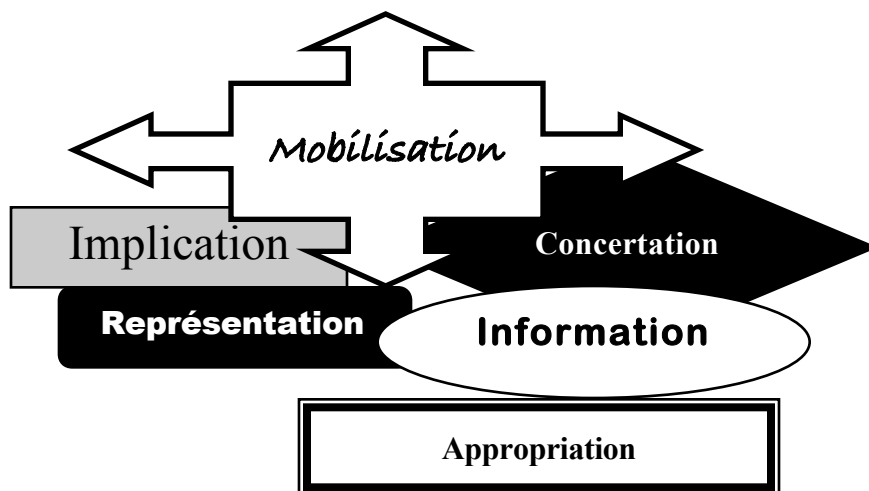 Mobilisation
Implication
Concertation
Représentation
Information
Appropriation